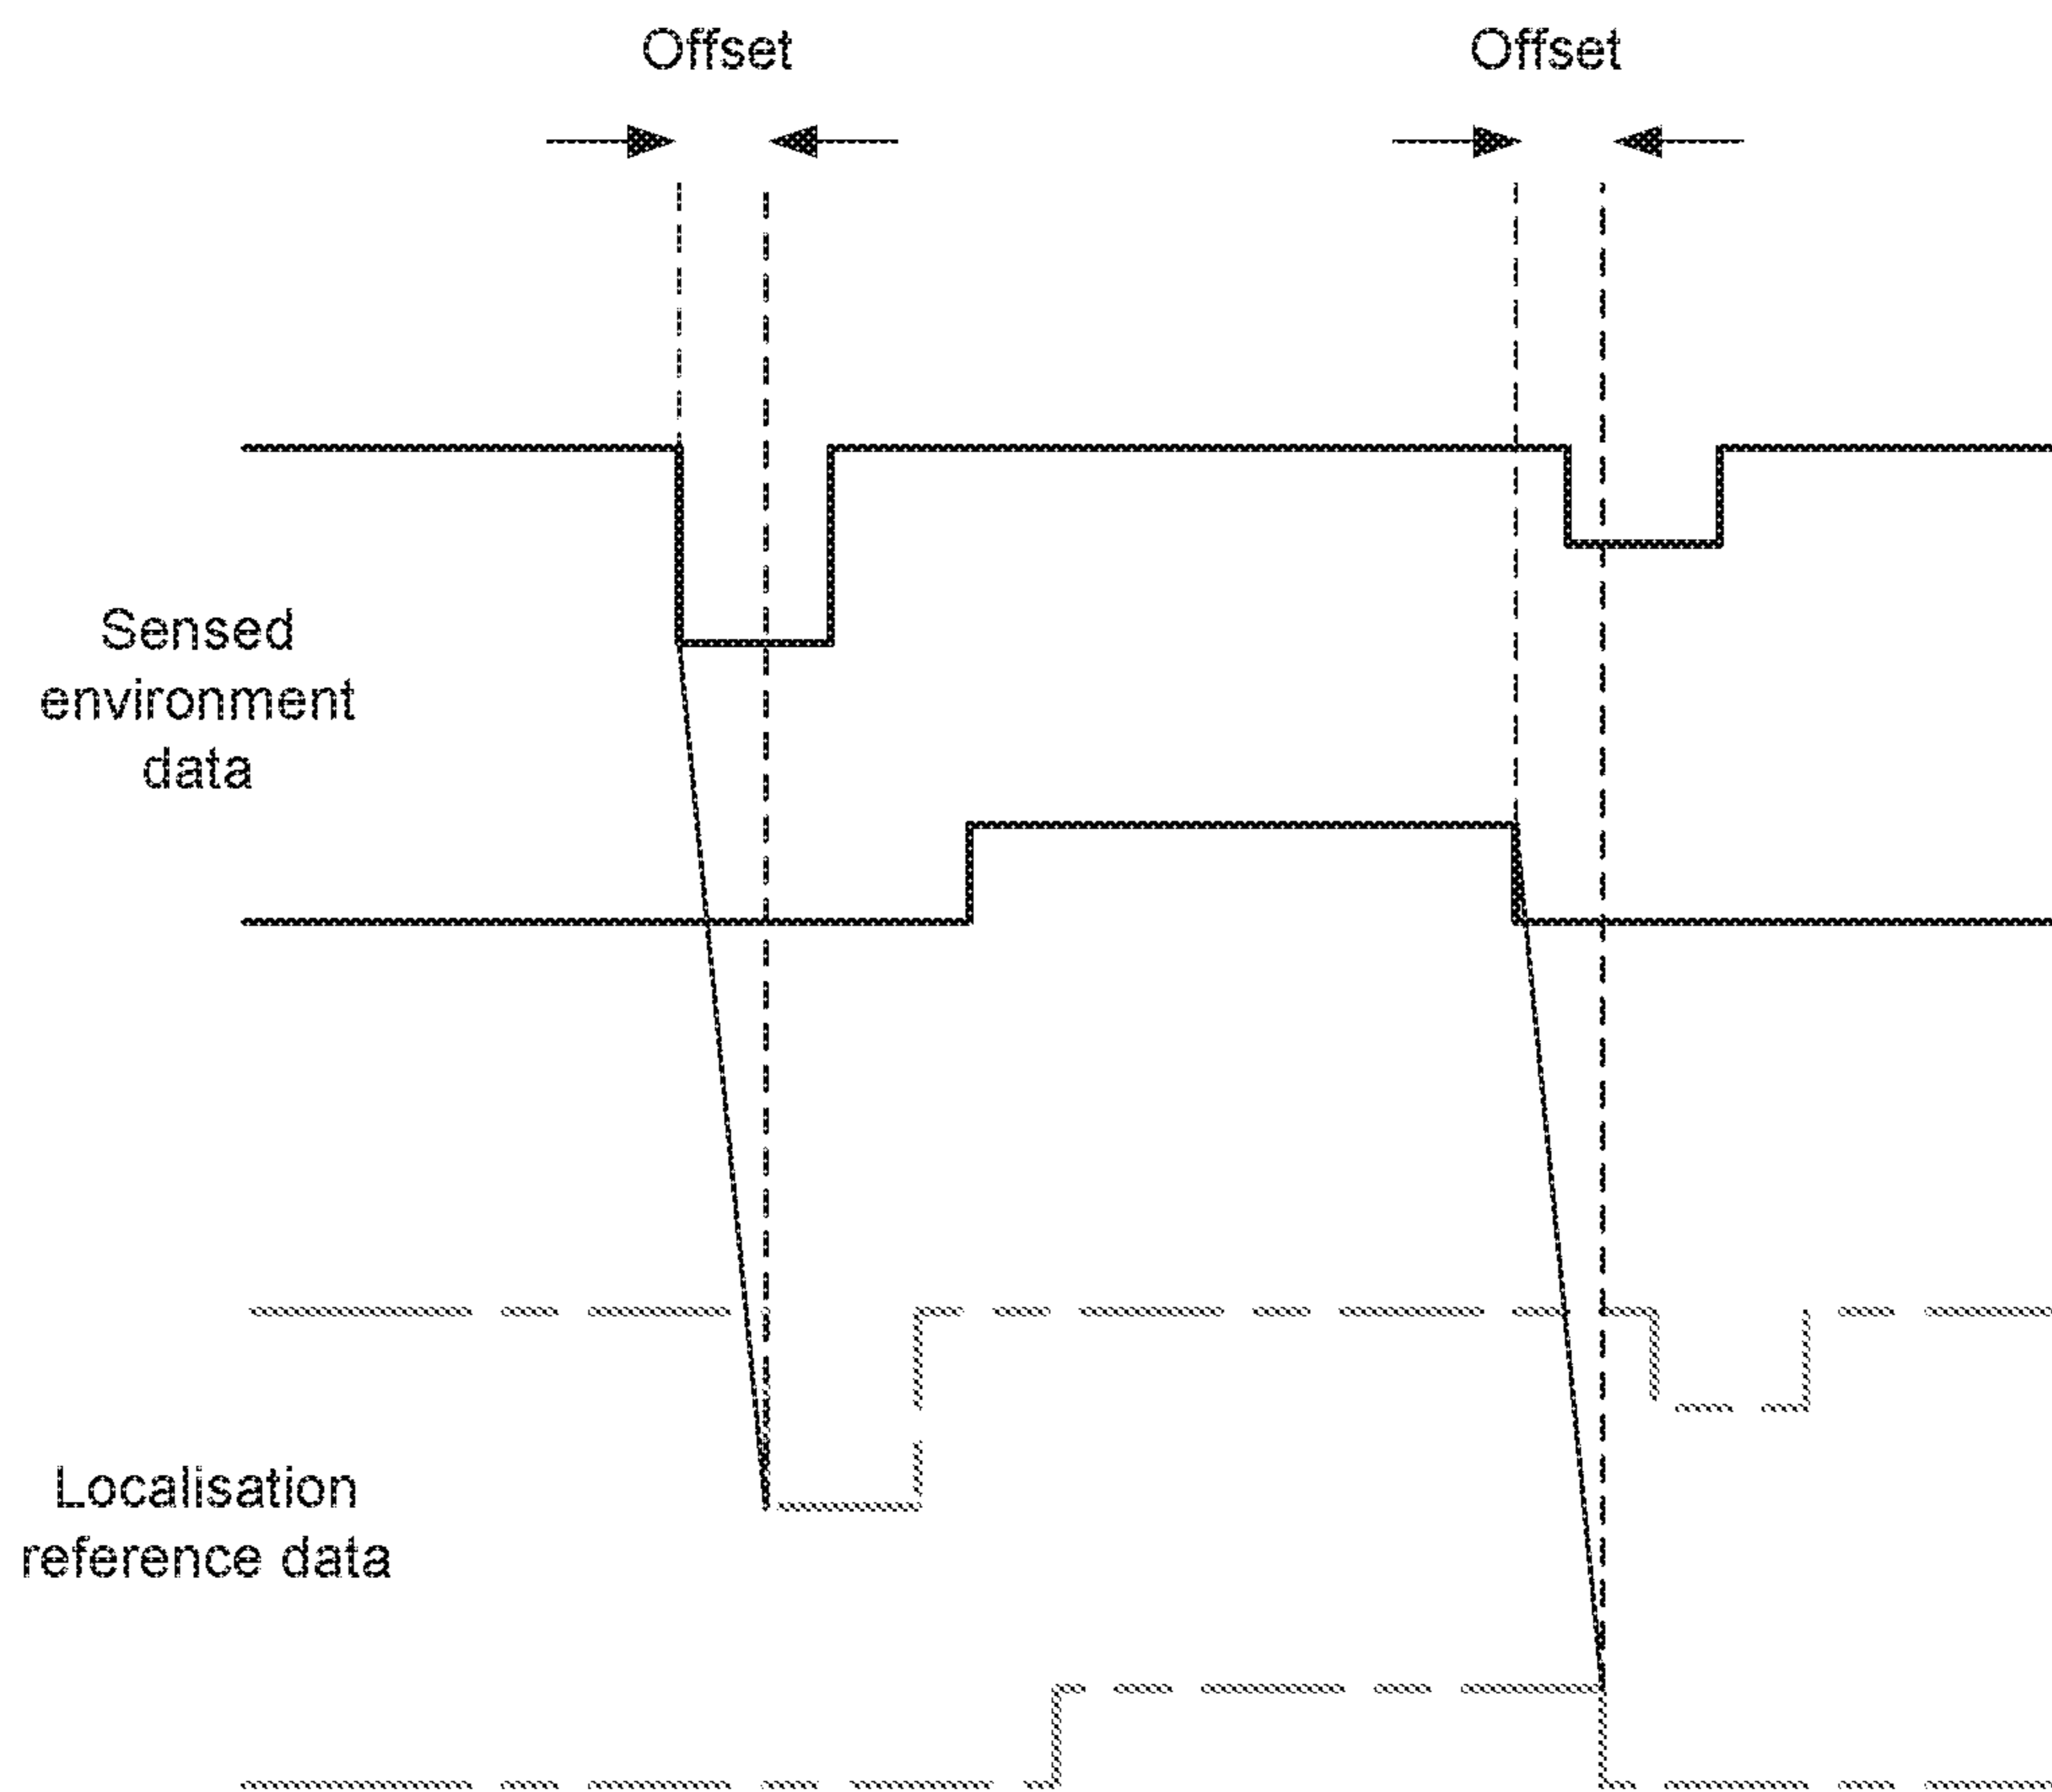 Offset
Offset
Sensed
environment
data
Localisation
reference data